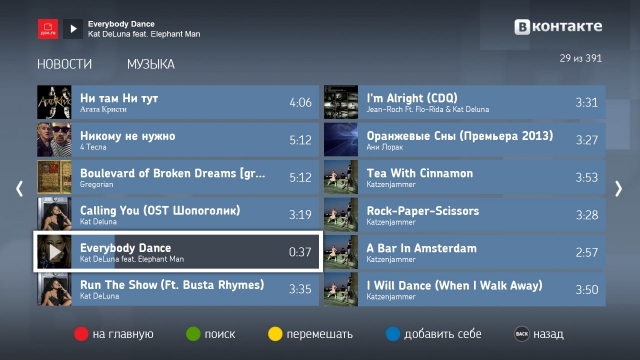 Everybody Dance
Kat DeLuna feat. Elephant Man
дом.ru
В контакте
НОВОСТИ
МУЗЫКА
29 из 391
Ни там Ни тут
4:06
Агата Кристи
Никому не нужно
5:12
4 Тесла
Boulevard of Broken Dreams [gr...
5:12
Gregorian
Calling You (OST Шопоголик)
3:19
Kat Deluna
Everybody Dance
0:37
Kat DeLuna feat. Elephant Man
Run The Show (Ft. Busta Rhymes)
3:35
Kat DeLuna
I'm Alright (CDQ)
3:31
Jean-Roch Ft. Flo-Rida & Kat Deluna
Оранжевые Сны (Премьера 2013)
3:27
Ани Лорак
Tea With Cinnamon
3:53
Katzenjammer
Rock-Paper-Scissors
3:28
Katzenjammer
A Bar In Amsterdam
2:57
Katzenjammer
I Will Dance (When I Walk Away)
3:50
Katzenjammer
на главную
поиск
перемешать
добавить себе
BACK
назад